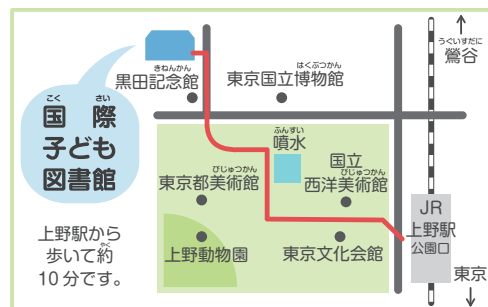 うぐいすだに
鶯谷
きねんかん
黒田記念館
はくぶつかん
東京国立博物館
こく さい
国 際
子ども
図書館
ふんすい
噴水
国立
びじゅつかん
西洋美術館
びじゅつかん
東京都美術館
上野駅から
やく
歩いて約
10分です。
上野動物園
東京文化会館
JR
上野駅
公園口
東京